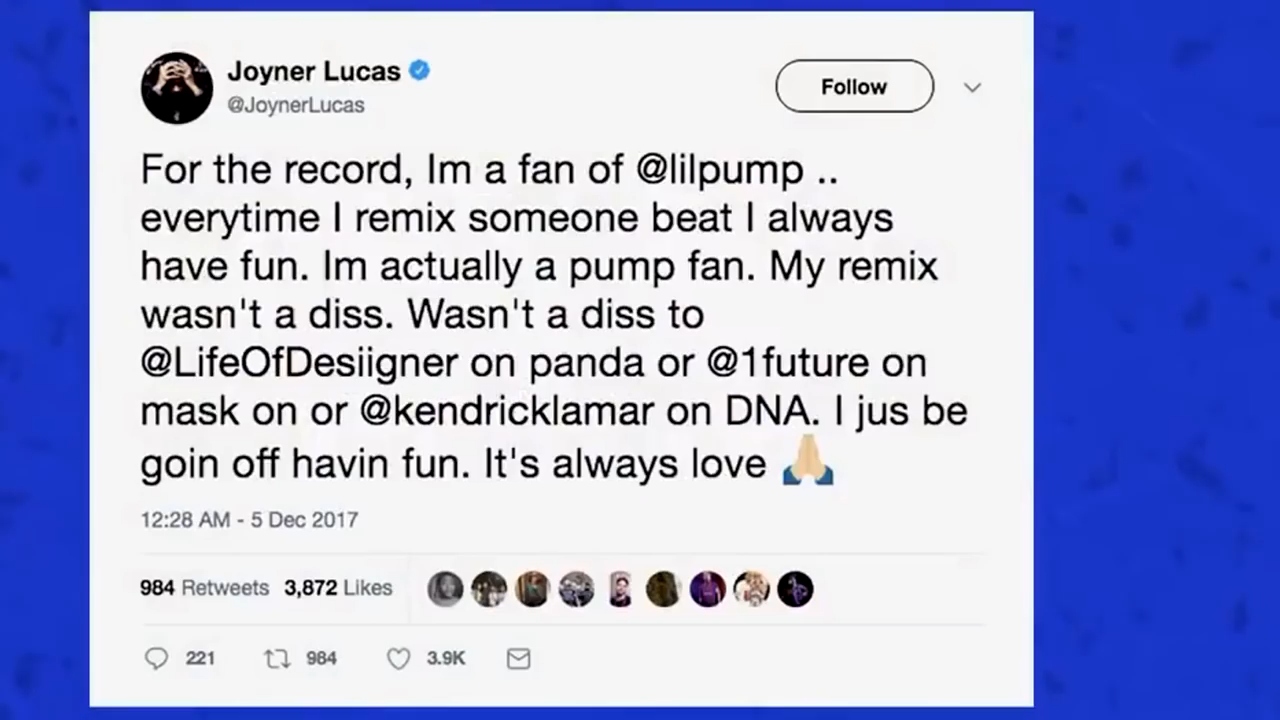 Joyner Lucas
@JoynerLucas
Follow
For the record, Im a fan of @lilpump ..
everytime I remix someone beat I always
have fun. Im actually a pump fan. My remix
wasn't a diss. Wasn't a diss to
@LifeOfDesiigner on panda or @1future on
mask on or @kendricklamar on DNA. I jus be
goin off havin fun. It's always love 🙏🏼
12:28 AM - 5 Dec 2017
984 Retweets 3,872 Likes
221 984 3.9K